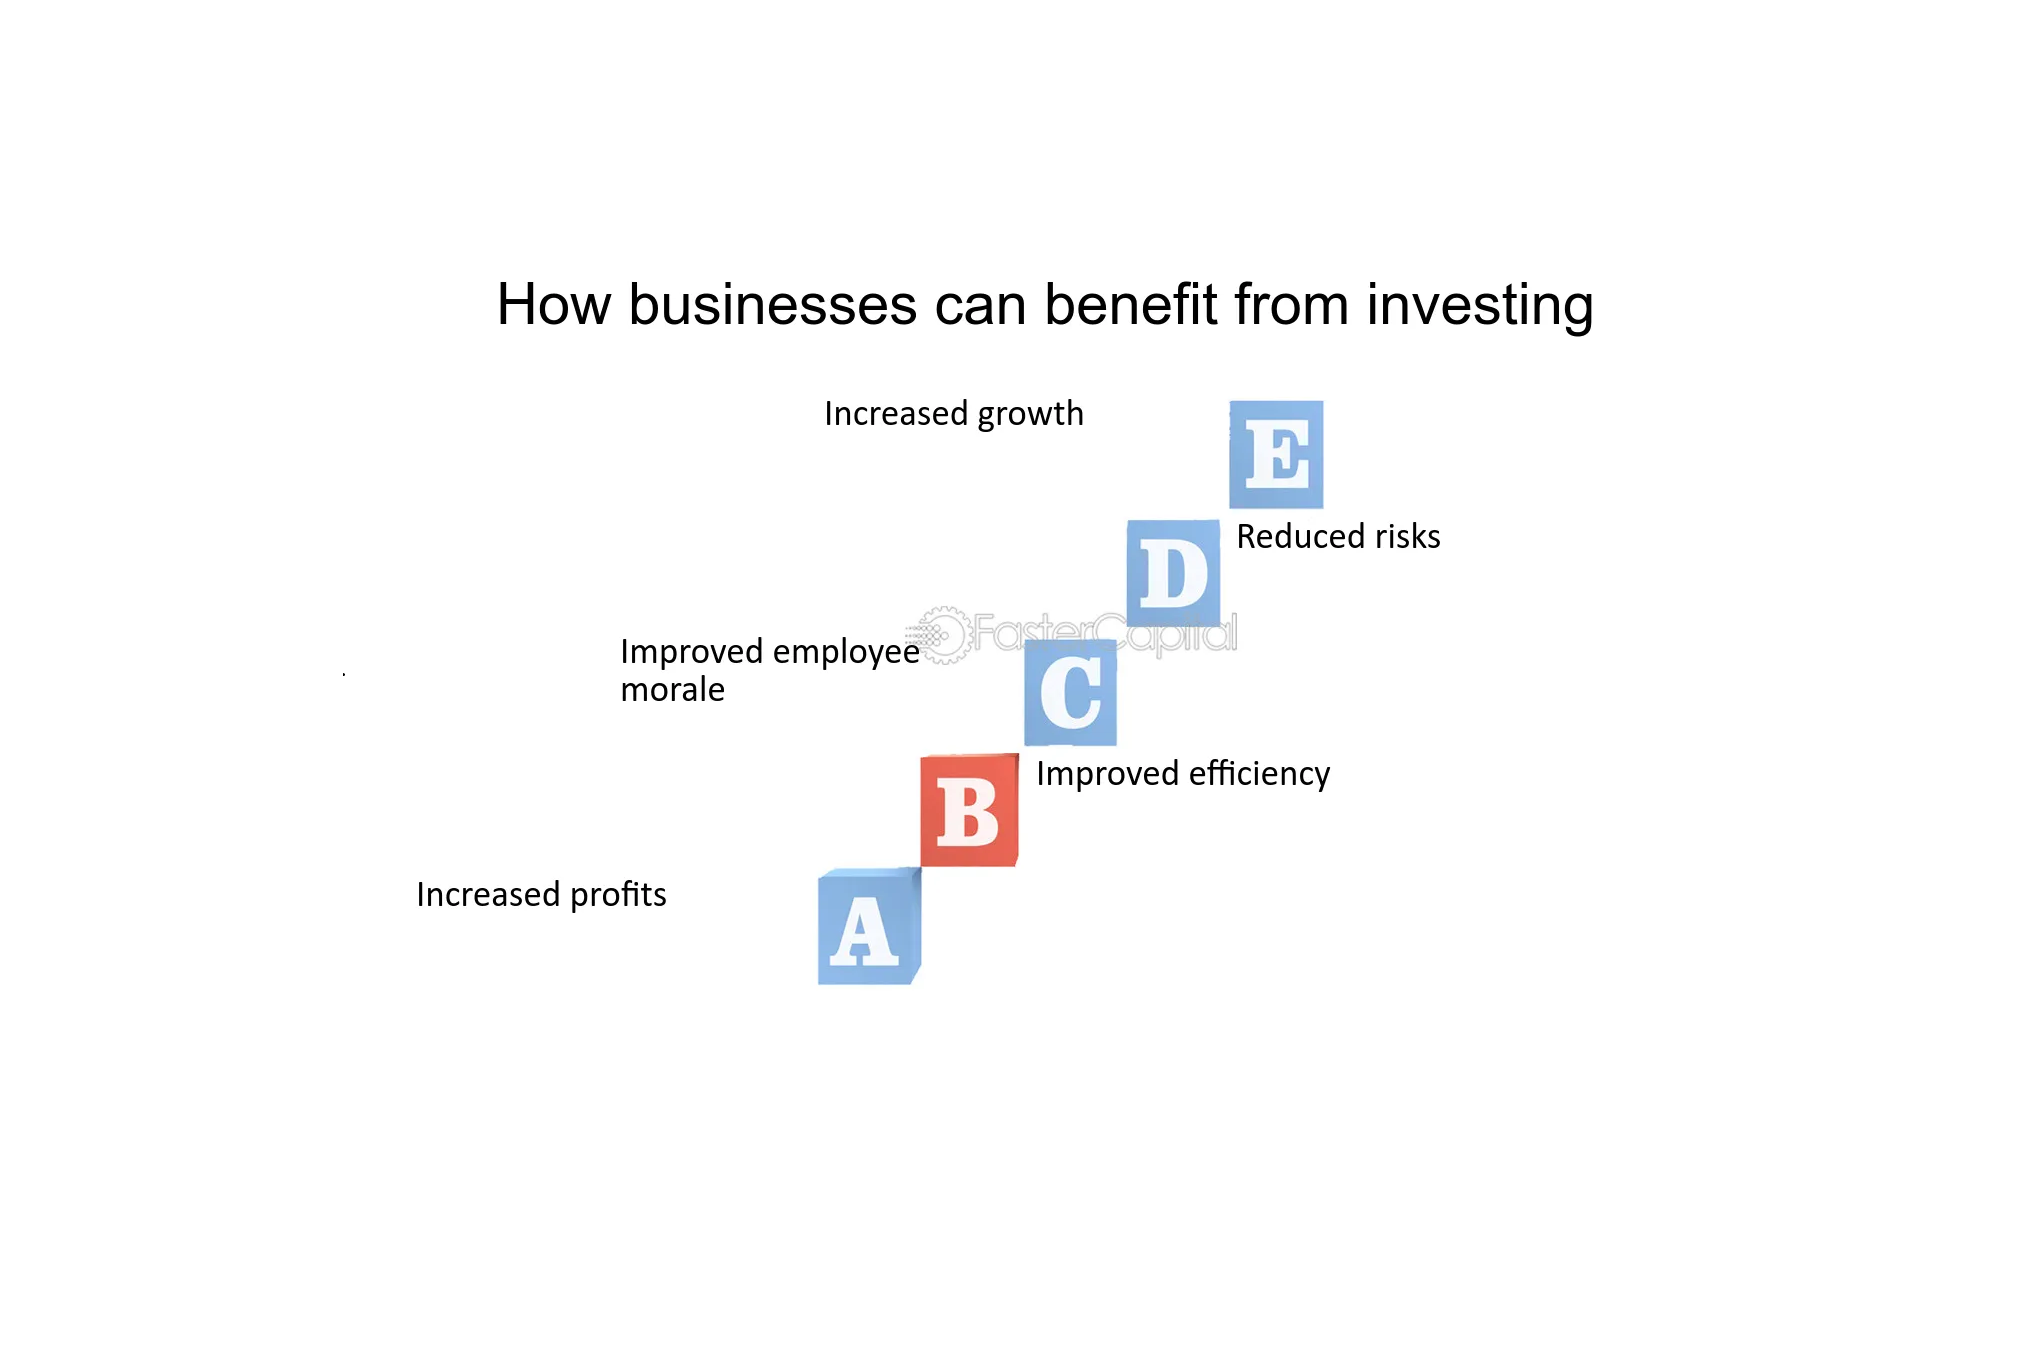 How businesses can benefit from investing
Increased growth
E
Reduced risks
D
FasterCapital
Improved employee
morale
C
Improved efficiency
B
Increased profits
A